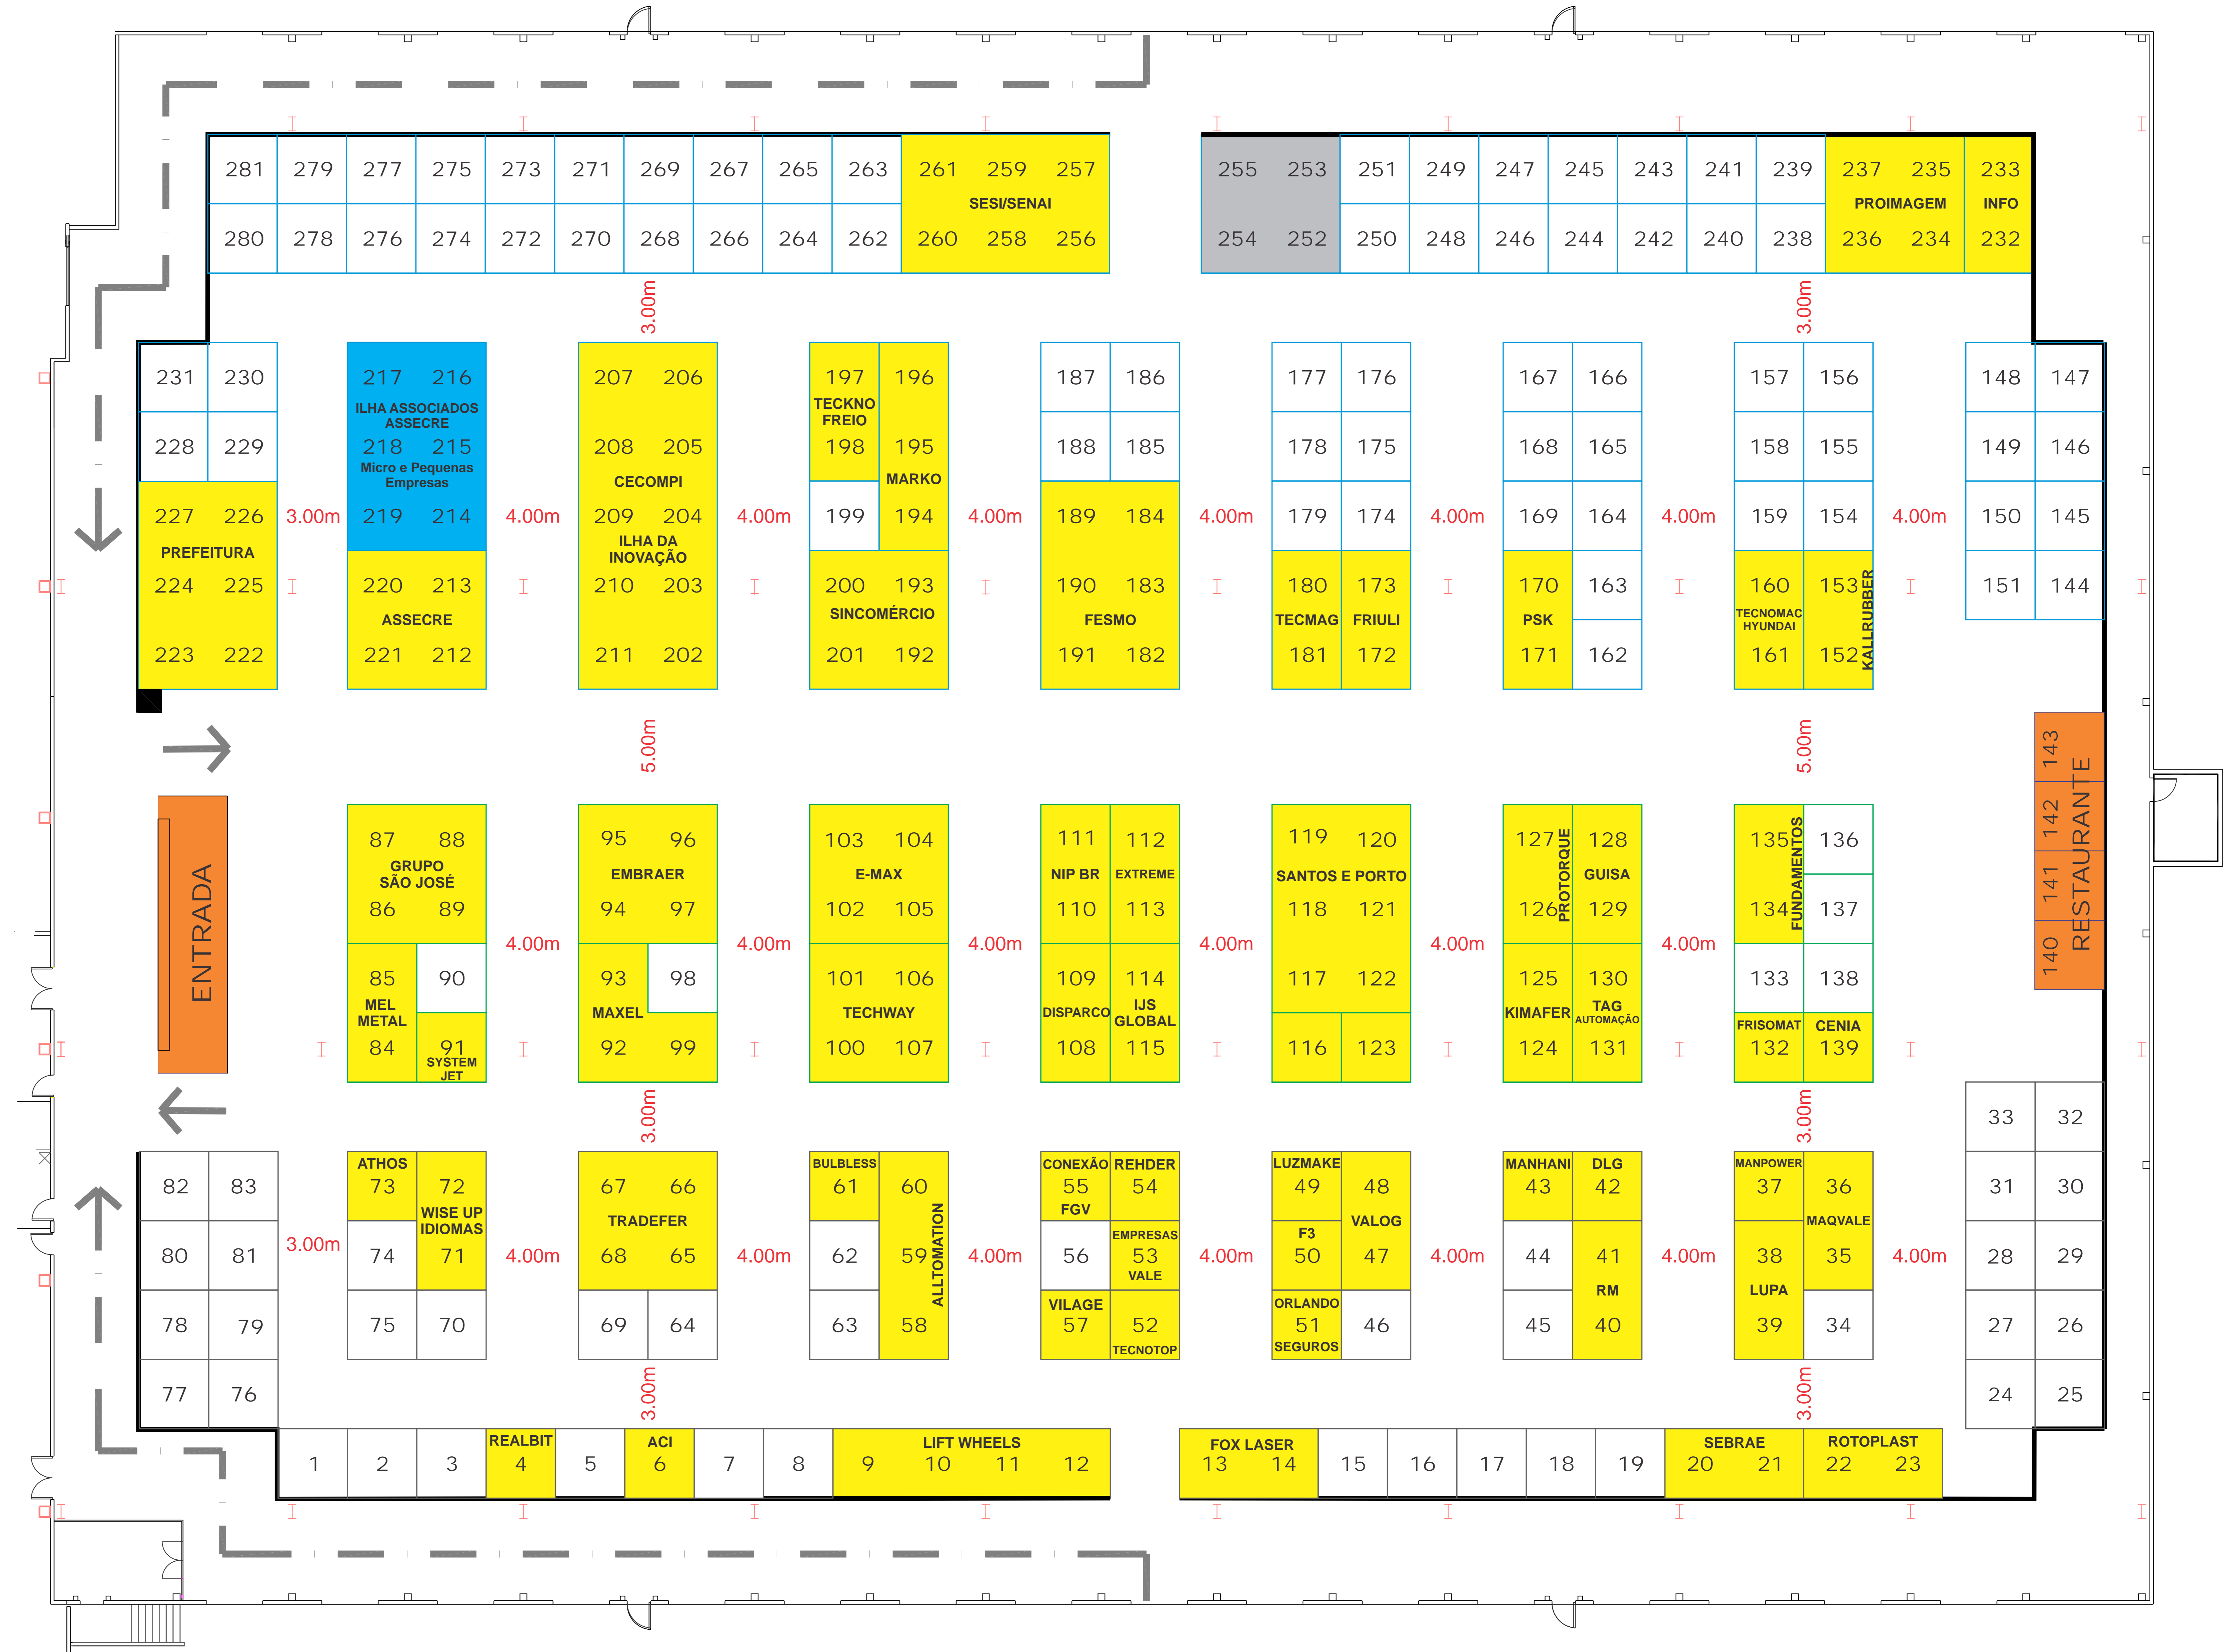 281 279 277 275 273 271 269 267 265 263 261 259 257 255 253 251 249 247 245 243 241 239 237 235 233
SESI/SENAI PROIMAGEM INFO
280 278 276 274 272 270 268 266 264 262 260 258 256 254 252 250 248 246 244 242 240 238 236 234 232
3.00m 3.00m
231 230 217 216 207 206 197 196 187 186 177 176 167 166 157 156 148 147
ILHA ASSOCIADOS
ASSECRE
TECKNO
FREIO
228 229 218 215 208 205 198 195 188 185 178 175 168 165 158 155 149 146
Micro e Pequenas
Empresas
CECOMPI MARKO
227 226 3.00m 219 214 4.00m 209 204 4.00m 199 194 4.00m 189 184 4.00m 179 174 4.00m 169 164 4.00m 159 154 4.00m 150 145
PREFEITURA
ILHA DA
INOVAÇÃO
224 225 220 213 210 203 200 193 190 183 180 173 170 163 160 153 151 144
ASSECRE SINCOMÉRCIO FESMO TECMAG FRIULI PSK
TECNOMAC
HYUNDAI
KALLRUBBER
223 222 221 212 211 202 201 192 191 182 181 172 171 162 161 152
5.00m 5.00m
143
142
141
140
RESTAURANTE
ENTRADA
87 88 95 96 103 104 111 112 119 120 127 128 135 136
GRUPO
SÃO JOSÉ
EMBRAER E-MAX NIP BR EXTREME SANTOS E PORTO PROTORQUE GUISA FUNDAMENTOS
86 89 94 97 102 105 110 113 118 121 126 129 134 137
4.00m 4.00m 4.00m 4.00m 4.00m 4.00m
85 90 93 98 101 106 109 114 117 122 125 130 133 138
MEL
METAL
MAXEL TECHWAY DISPARCO
IJS
GLOBAL
KIMAFER
TAG
AUTOMAÇÃO
FRISOMAT CENIA
84 91 92 99 100 107 108 115 116 123 124 131 132 139
SYSTEM
JET
3.00m 3.00m
33 32
ATHOS BULBLESS CONEXÃO REHDER LUZMAKE MANHANI DLG MANPOWER
82 83 73 72 67 66 61 60 55 54 49 48 43 42 37 36 31 30
WISE UP
IDIOMAS
TRADEFER ALLTOMATION FGV VALOG MAQVALE
EMPRESAS F3
80 81 3.00m 74 71 4.00m 68 65 4.00m 62 59 4.00m 56 53 4.00m 50 47 4.00m 44 41 4.00m 38 35 4.00m 28 29
VALE RM LUPA
VILAGE ORLANDO
78 79 75 70 69 64 63 58 57 52 51 46 45 40 39 34 27 26
TECNOTOP SEGUROS
77 76 3.00m 3.00m 24 25
REALBIT ACI LIFT WHEELS FOX LASER SEBRAE ROTOPLAST
1 2 3 4 5 6 7 8 9 10 11 12 13 14 15 16 17 18 19 20 21 22 23